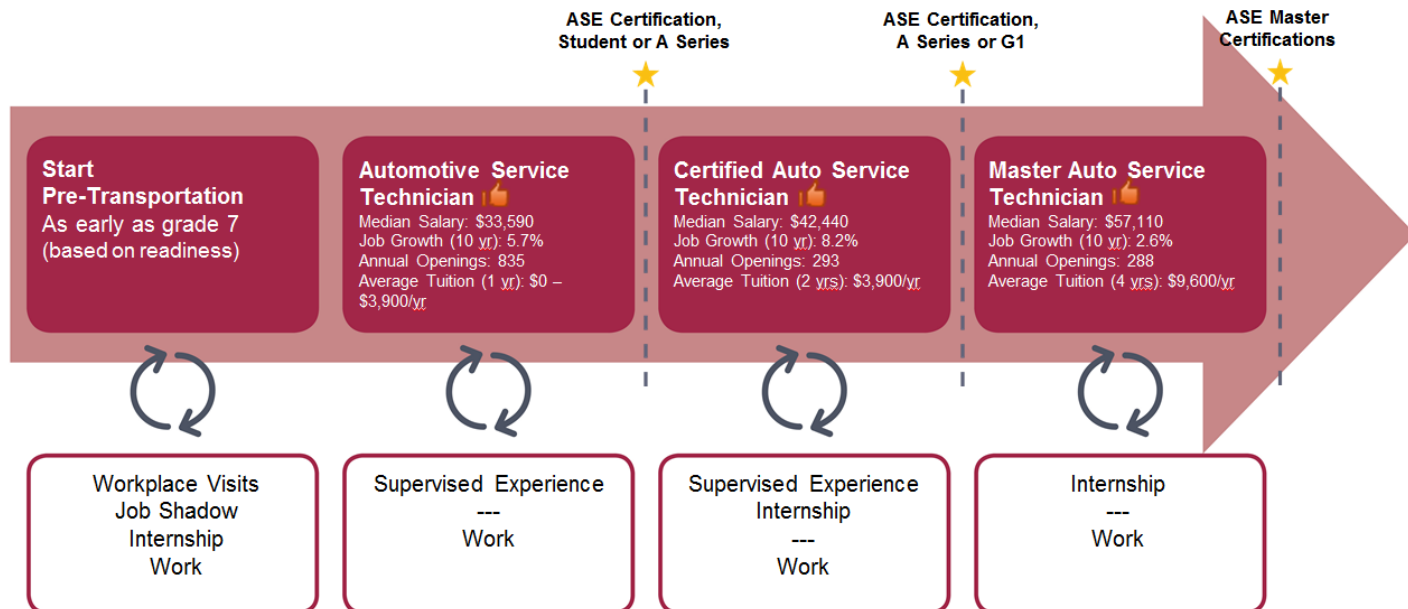 ASE Certification,
Student or A Series
ASE Certification,
A Series or G1
ASE Master
Certifications
Start
Pre-Transportation
As early as grade 7
(based on readiness)
Automotive Service
Technician
Median Salary: $33,590
Job Growth (10 yr): 5.7%
Annual Openings: 835
Average Tuition (1 yr): $0 –
$3,900/yr
Certified Auto Service
Technician
Median Salary: $42,440
Job Growth (10 yr): 8.2%
Annual Openings: 293
Average Tuition (2 yrs): $3,900/yr
Master Auto Service
Technician
Median Salary: $57,110
Job Growth (10 yr): 2.6%
Annual Openings: 288
Average Tuition (4 yrs): $9,600/yr
Workplace Visits
Job Shadow
Internship
Work
Supervised Experience
---
Work
Supervised Experience
Internship
---
Work
Internship
---
Work